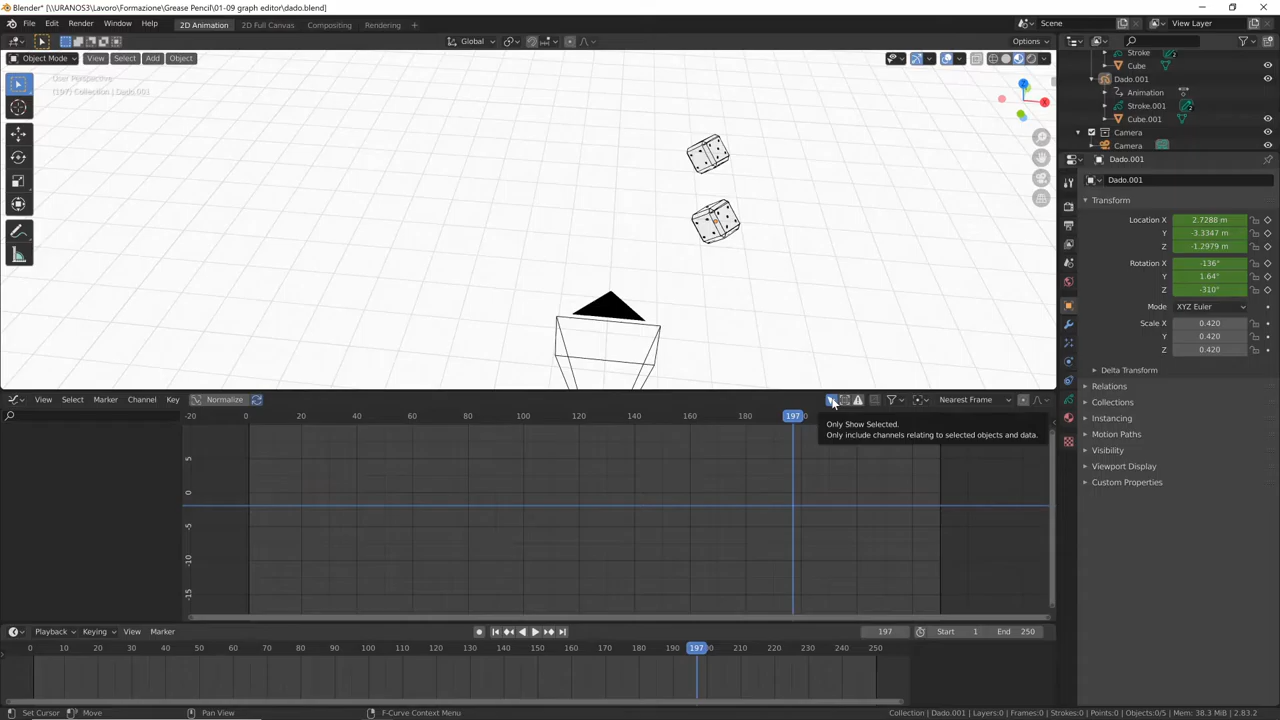 Blender* [\\URANOS3\Lavoro\Formazione\Grease Pencil\01-09 graph editor\dado.blend]
File Edit Render Window Help 2D Animation 2D Full Canvas Compositing Rendering Scene View Layer
Global Options
Object Mode View Select Add Object
User Perspective
(197) Collection | Dado.003
X
Stroke
Cube
Dado.001
Animation
Stroke.001
Cube.001
Camera
Camera
Dado.001
Dado.001
Transform
Location X 2.7288 m
Y -3.3347 m
Z -1.2979 m
Rotation X -136°
Y 1.64°
Z -310°
Mode XYZ Euler
Scale X 0.420
Y 0.420
Z 0.420
Delta Transform
Relations
Collections
Instancing
Motion Paths
Visibility
Viewport Display
Custom Properties
View Select Marker Channel Key Normalize Nearest Frame
-20 0 20 40 60 80 100 120 140 160 180 197
Only Show Selected.
Only include channels relating to selected objects and data.
5
0
-5
-10
-15
Playback Keying View Marker 197 Start 1 End 250
0 10 20 30 40 50 60 70 80 90 100 110 120 130 140 150 160 170 180 190 197 210 220 230 240 250
Set Cursor Move Pan View F-Curve Context Menu Collection | Dado.001 | Layers:0 | Frames:0 | Strokes:0 | Points:0 | Objects:0/5 | Mem: 38.3 MiB | 2.83.2